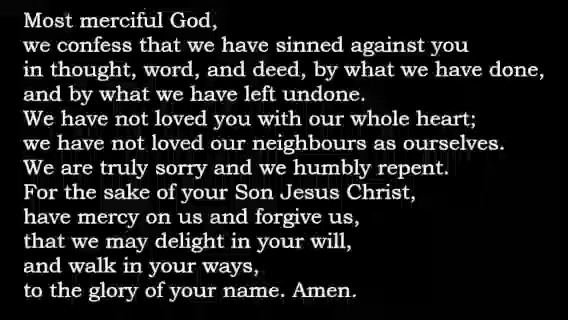 Most merciful God,
we confess that we have sinned against you
in thought, word, and deed, by what we have done,
and by what we have left undone.
We have not loved you with our whole heart;
we have not loved our neighbours as ourselves.
We are truly sorry and we humbly repent.
For the sake of your Son Jesus Christ,
have mercy on us and forgive us,
that we may delight in your will,
and walk in your ways,
to the glory of your name. Amen.